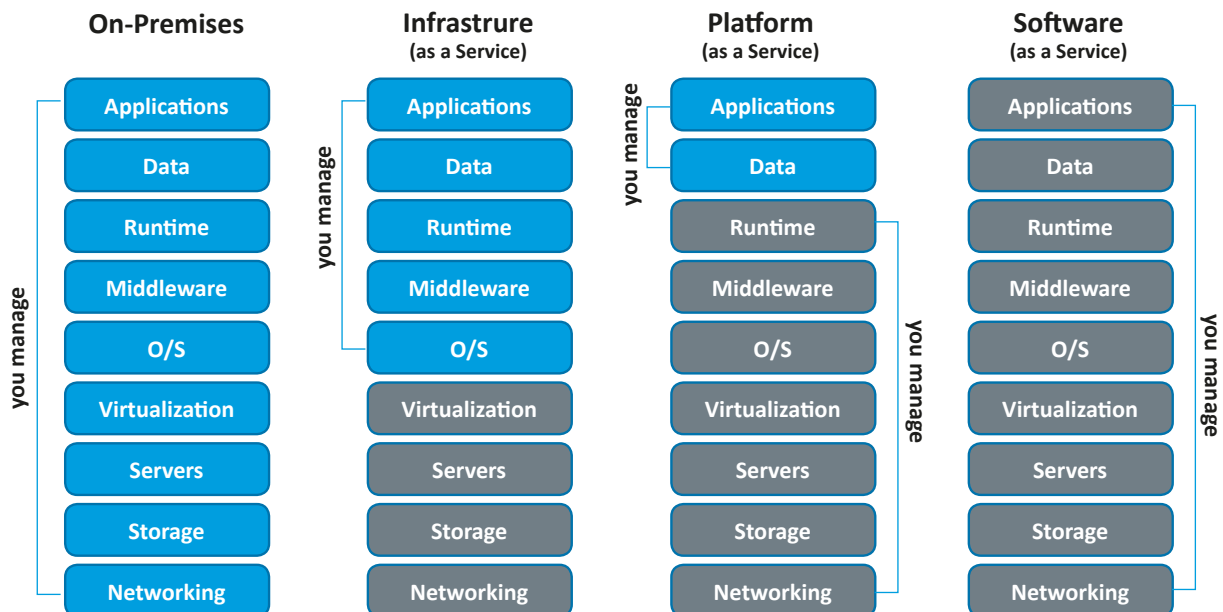 On-Premises
you manage
Applications
Data
Runtime
Middleware
O/S
Virtualization
Servers
Storage
Networking
Infrastrure
(as a Service)
you manage
Applications
Data
Runtime
Middleware
O/S
Virtualization
Servers
Storage
Networking
Platform
(as a Service)
you manage
Applications
Data
Runtime
Middleware
O/S
Virtualization
Servers
Storage
Networking
you manage
Software
(as a Service)
Applications
Data
Runtime
Middleware
O/S
Virtualization
Servers
Storage
Networking
you manage